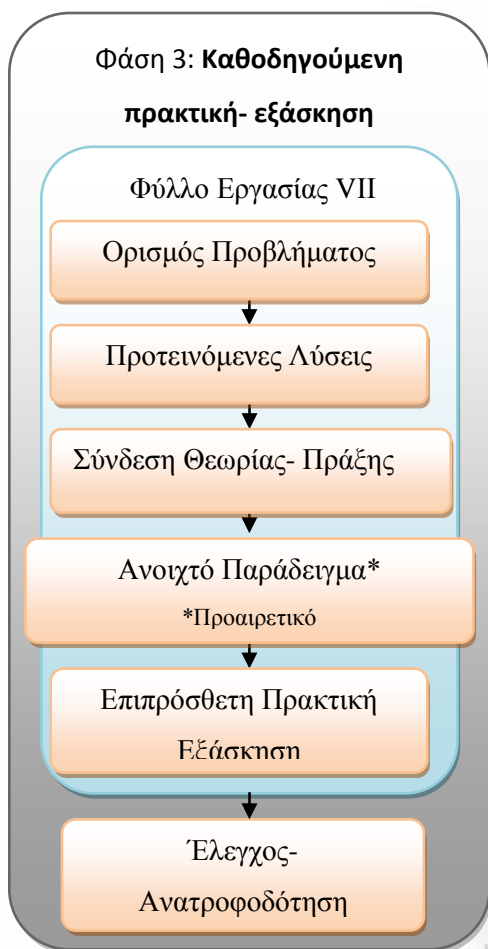 Φάση 3: Καθοδηγούμενη
πρακτική- εξάσκηση
Φύλλο Εργασίας VII
Ορισμός Προβλήματος
Προτεινόμενες Λύσεις
Σύνδεση Θεωρίας- Πράξης
Ανοιχτό Παράδειγμα*
*Προαιρετικό
Επιπρόσθετη Πρακτική
Εξάσκηση
Έλεγχος-
Ανατροφοδότηση